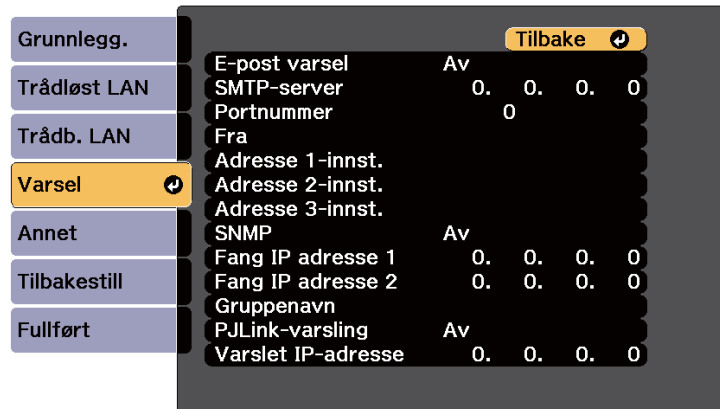 Grunnlegg.
Trådløst LAN
Trådb. LAN
Varsel
Annet
Tilbakestill
Fullført
Tilbake
E-post varsel Av
SMTP-server 0. 0. 0. 0
Portnummer 0
Fra
Adresse 1-innst.
Adresse 2-innst.
Adresse 3-innst.
SNMP Av
Fang IP adresse 1 0. 0. 0. 0
Fang IP adresse 2 0. 0. 0. 0
Gruppenavn
PJLink-varsling Av
Varslet IP-adresse 0. 0. 0. 0